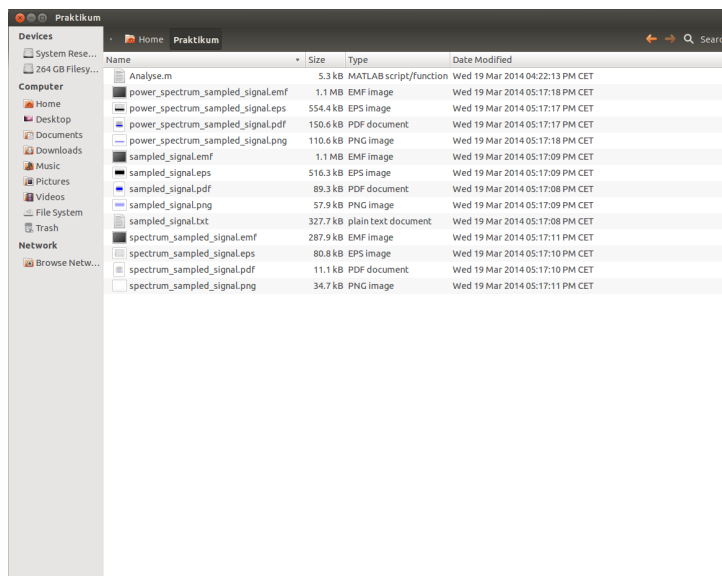 Praktikum
Devices
System Rese...
264 GB Filesy...
Computer
Home
Desktop
Documents
Downloads
Music
Pictures
Videos
File System
Trash
Network
Browse Netw...
Home Praktikum Searc
Name Size Type Date Modified
Analyse.m 5.3 kB MATLAB script/function Wed 19 Mar 2014 04:22:13 PM CET
power_spectrum_sampled_signal.emf 1.1 MB EMF image Wed 19 Mar 2014 05:17:18 PM CET
power_spectrum_sampled_signal.eps 554.4 kB EPS image Wed 19 Mar 2014 05:17:17 PM CET
power_spectrum_sampled_signal.pdf 150.6 kB PDF document Wed 19 Mar 2014 05:17:17 PM CET
power_spectrum_sampled_signal.png 110.6 kB PNG image Wed 19 Mar 2014 05:17:18 PM CET
sampled_signal.emf 1.1 MB EMF image Wed 19 Mar 2014 05:17:09 PM CET
sampled_signal.eps 516.3 kB EPS image Wed 19 Mar 2014 05:17:09 PM CET
sampled_signal.pdf 89.3 kB PDF document Wed 19 Mar 2014 05:17:08 PM CET
sampled_signal.png 57.9 kB PNG image Wed 19 Mar 2014 05:17:09 PM CET
sampled_signal.txt 327.7 kB plain text document Wed 19 Mar 2014 05:17:08 PM CET
spectrum_sampled_signal.emf 287.9 kB EMF image Wed 19 Mar 2014 05:17:11 PM CET
spectrum_sampled_signal.eps 80.8 kB EPS image Wed 19 Mar 2014 05:17:10 PM CET
spectrum_sampled_signal.pdf 11.1 kB PDF document Wed 19 Mar 2014 05:17:10 PM CET
spectrum_sampled_signal.png 34.7 kB PNG image Wed 19 Mar 2014 05:17:11 PM CET